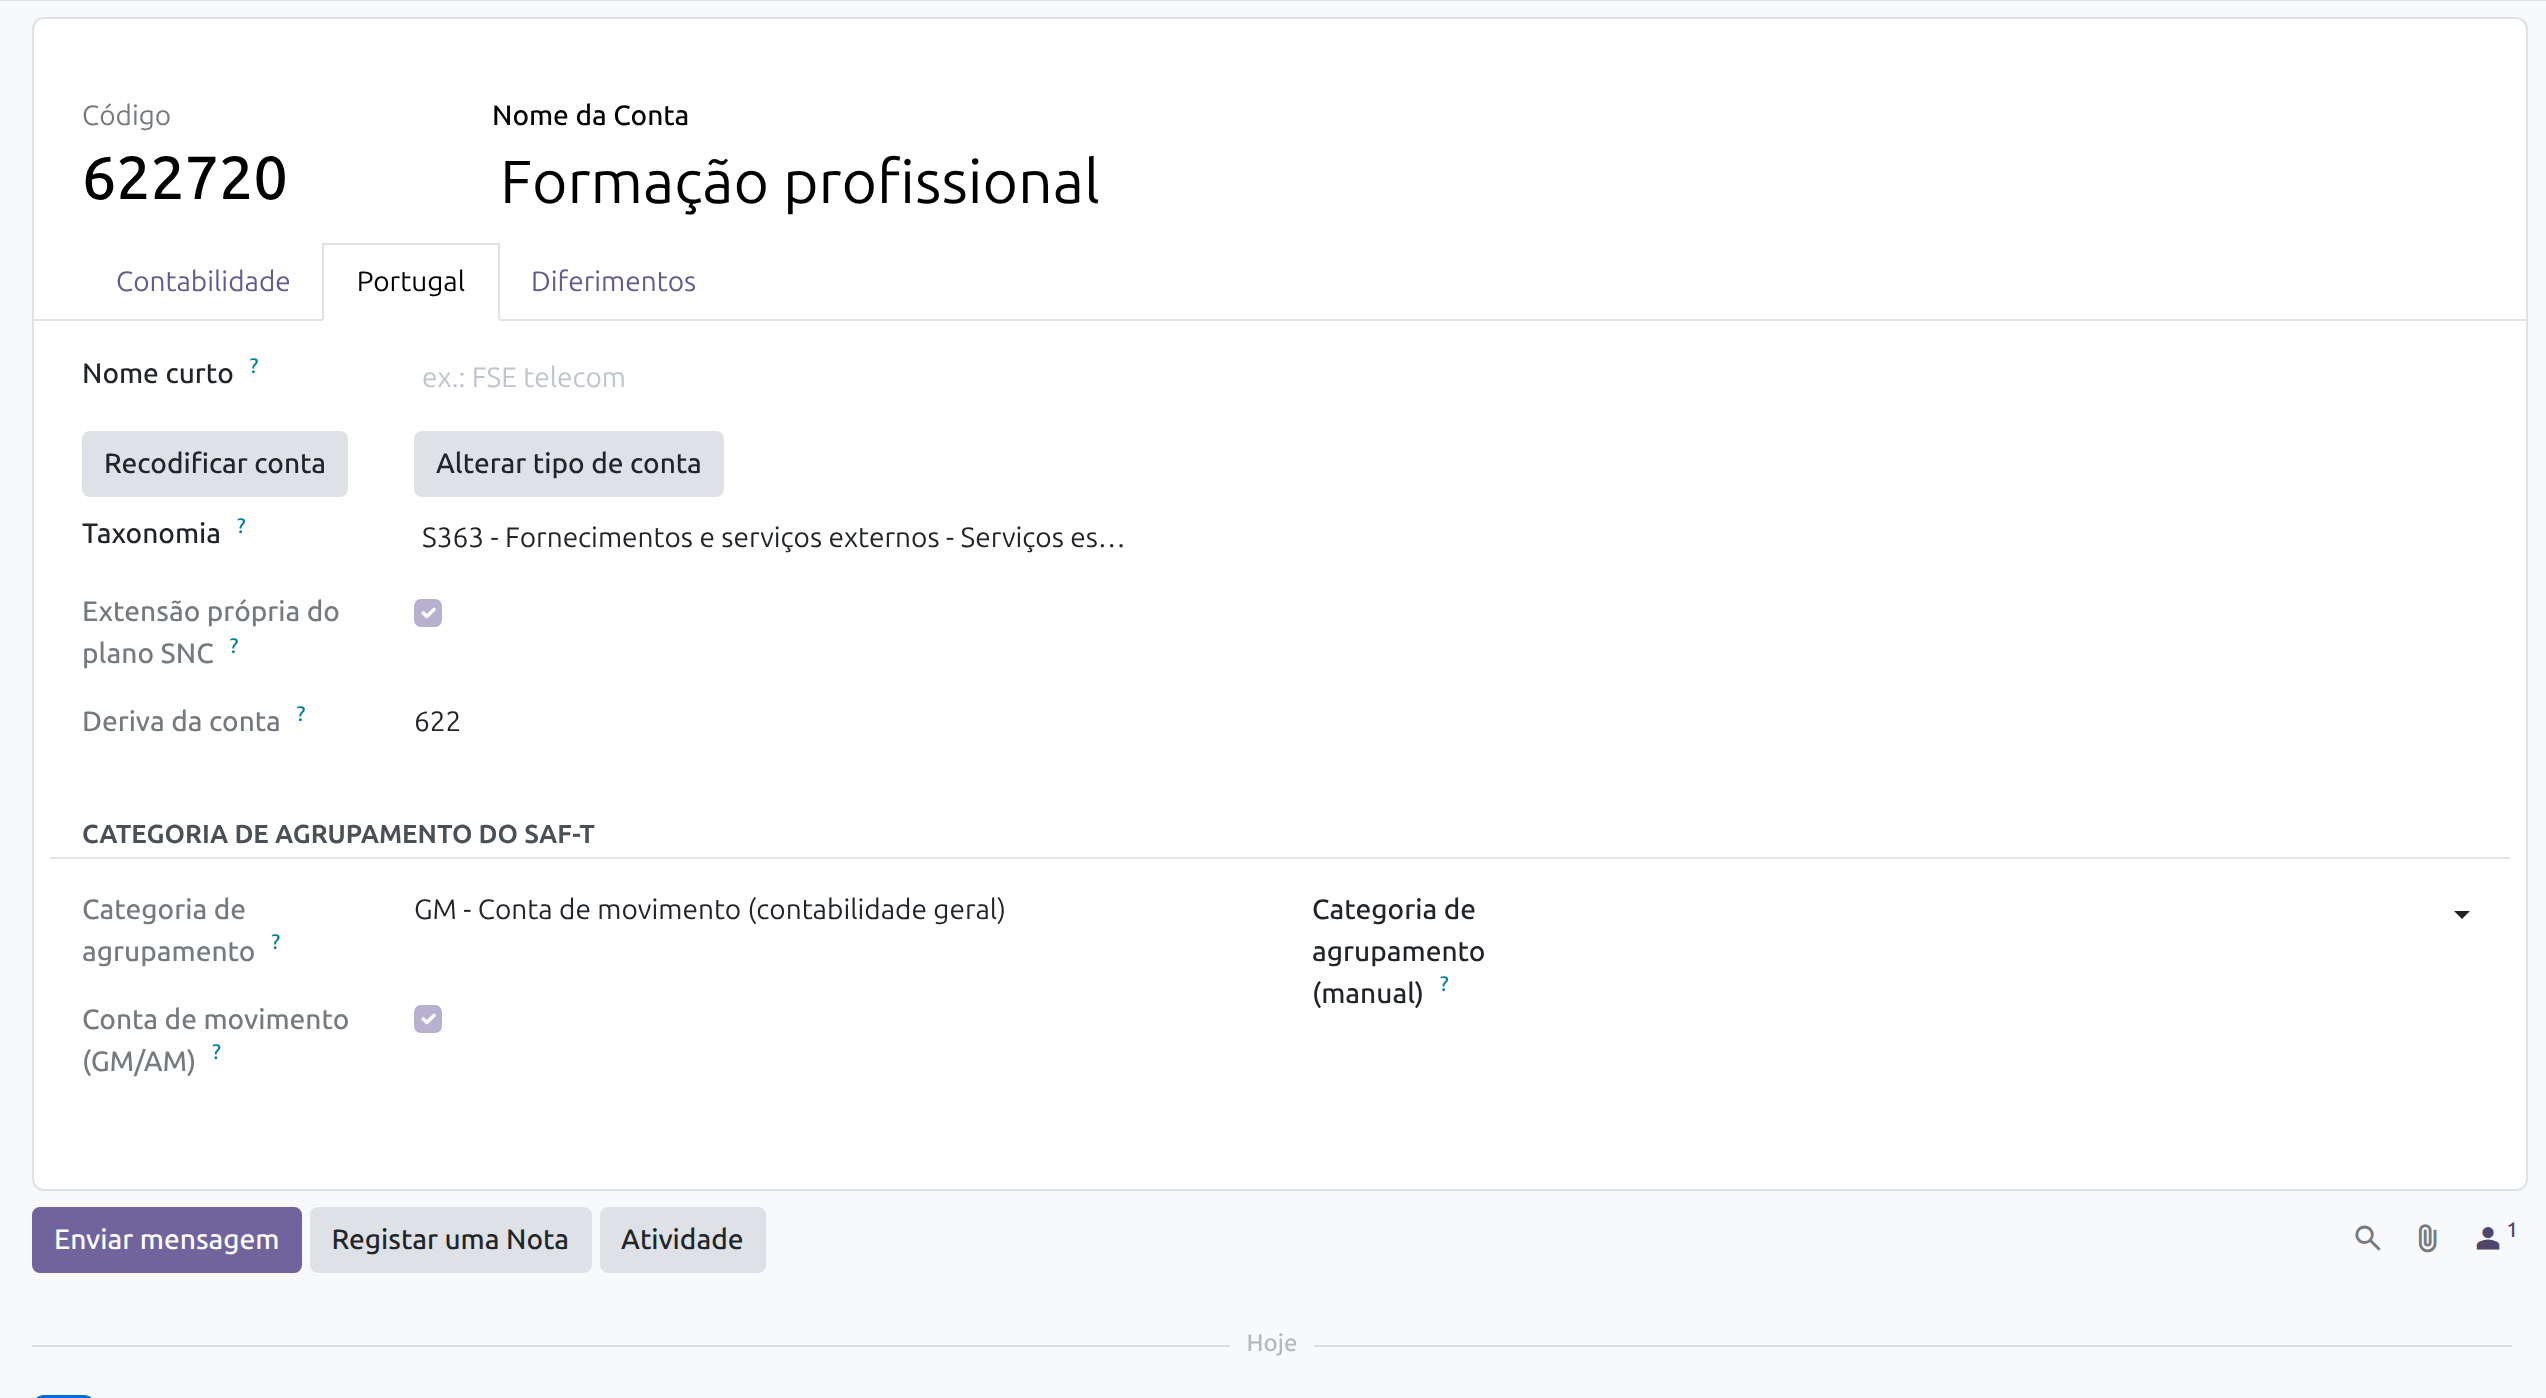 Código
Nome da Conta
622720
Formação profissional
Contabilidade
Portugal
Diferimentos
Nome curto ?
ex.: FSE telecom
Recodificar conta
Alterar tipo de conta
Taxonomia ?
S363 - Fornecimentos e serviços externos - Serviços es...
Extensão própria do
plano SNC ?
Deriva da conta ?
622
CATEGORIA DE AGRUPAMENTO DO SAF-T
Categoria de
agrupamento ?
GM - Conta de movimento (contabilidade geral)
Categoria de
agrupamento
(manual) ?
Conta de movimento
(GM/AM) ?
Enviar mensagem
Registar uma Nota
Atividade
1
Hoje